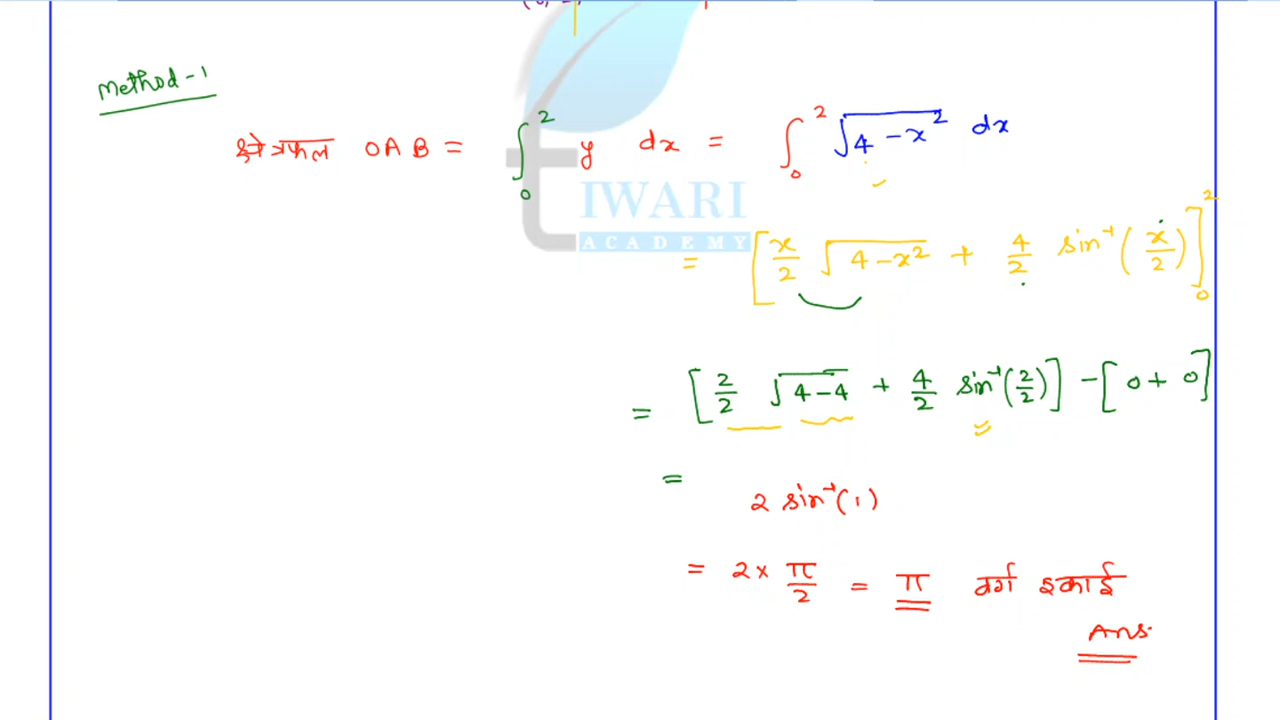 Method-1
क्षेत्रफल OAB = ∫₀² y dx = ∫₀² √(4-x²) dx
IWARI
ACADEMY
= [x/2 √(4-x²) + 4/2 sin⁻¹(x/2)]₀²
= [2/2 √(4-4) + 4/2 sin⁻¹(2/2)] - [0+0]
= 2 sin⁻¹(1)
= 2 × π/2 = π वर्ग इकाई
Ans.